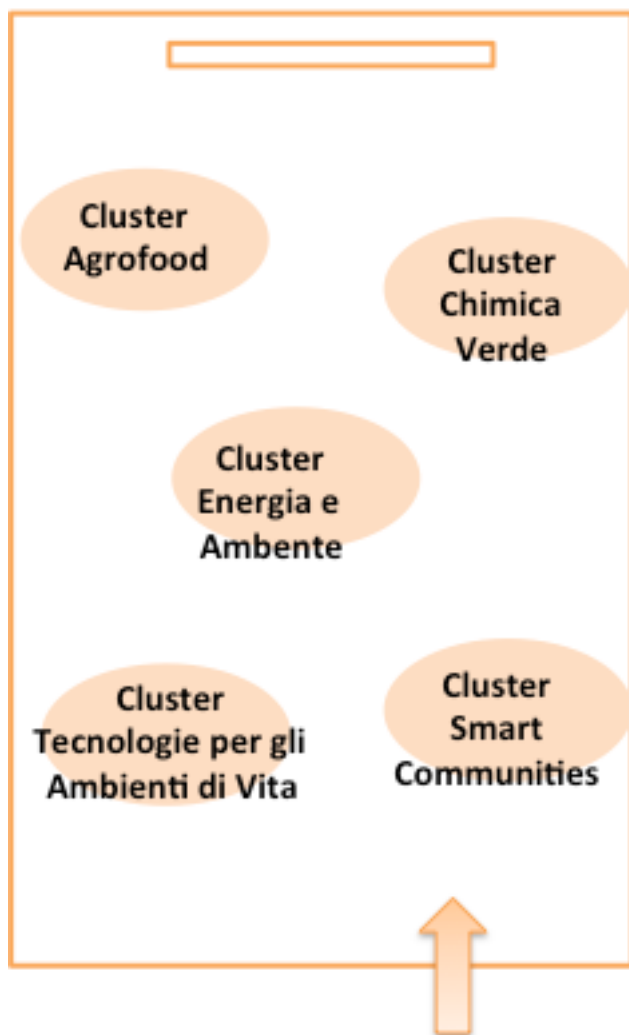 Cluster
Agrofood
Cluster
Chimica
Verde
Cluster
Energia e
Ambente
Cluster
Tecnologie per gli
Ambienti di Vita
Cluster
Smart
Communities